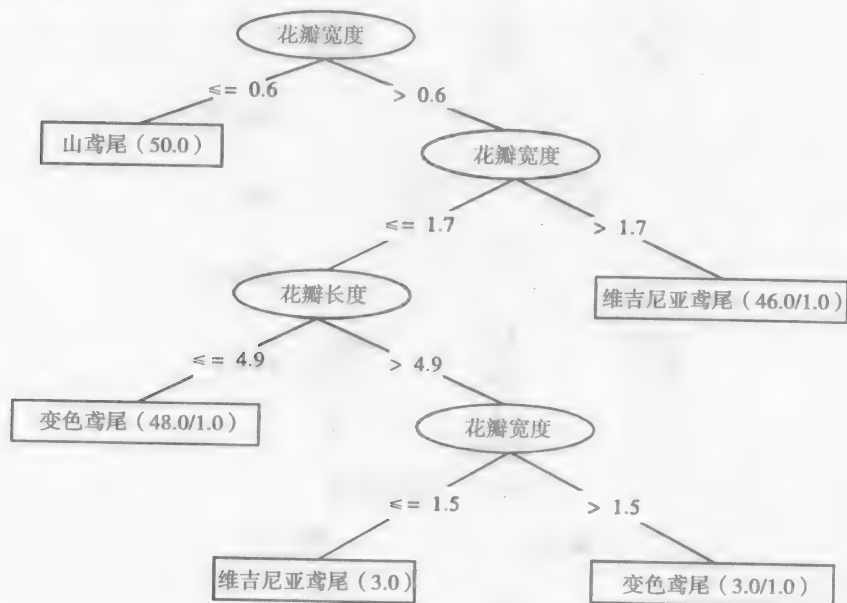 花瓣宽度
≤= 0.6
> 0.6
山鸢尾（50.0）
花瓣宽度
≤= 1.7
> 1.7
花瓣长度
维吉尼亚鸢尾（46.0/1.0）
≤= 4.9
> 4.9
变色鸢尾（48.0/1.0）
花瓣宽度
≤= 1.5
> 1.5
维吉尼亚鸢尾（3.0）
变色鸢尾（3.0/1.0）